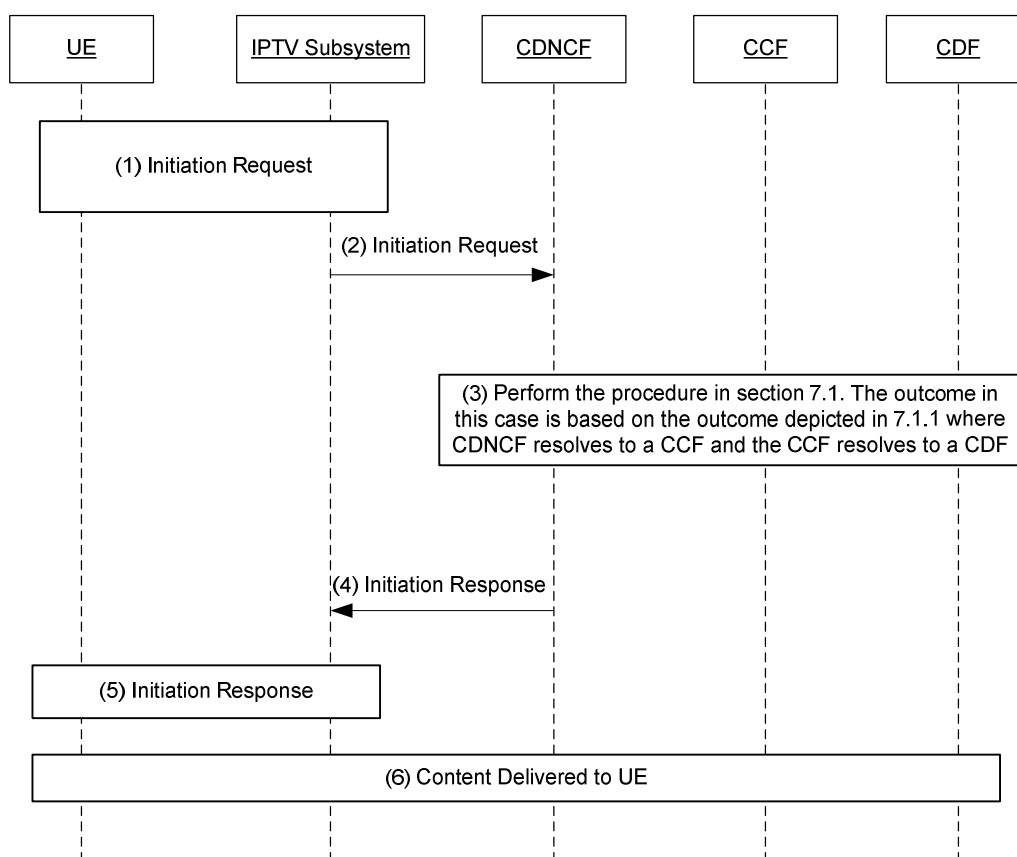 UE
IPTV Subsystem
CDNCF
CCF
CDF
(1) Initiation Request
(2) Initiation Request
(3) Perform the procedure in section 7.1. The outcome in
this case is based on the outcome depicted in 7.1.1 where
CDNCF resolves to a CCF and the CCF resolves to a CDF
(4) Initiation Response
(5) Initiation Response
(6) Content Delivered to UE